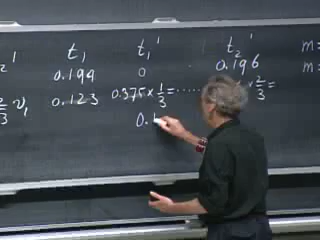 ' t₁ t₁' t₂' m=
0.194 0 0.196 m=
2/3 v₁ 0.123 0.375 × 1/3 = ...... × 2/3 =
0.1